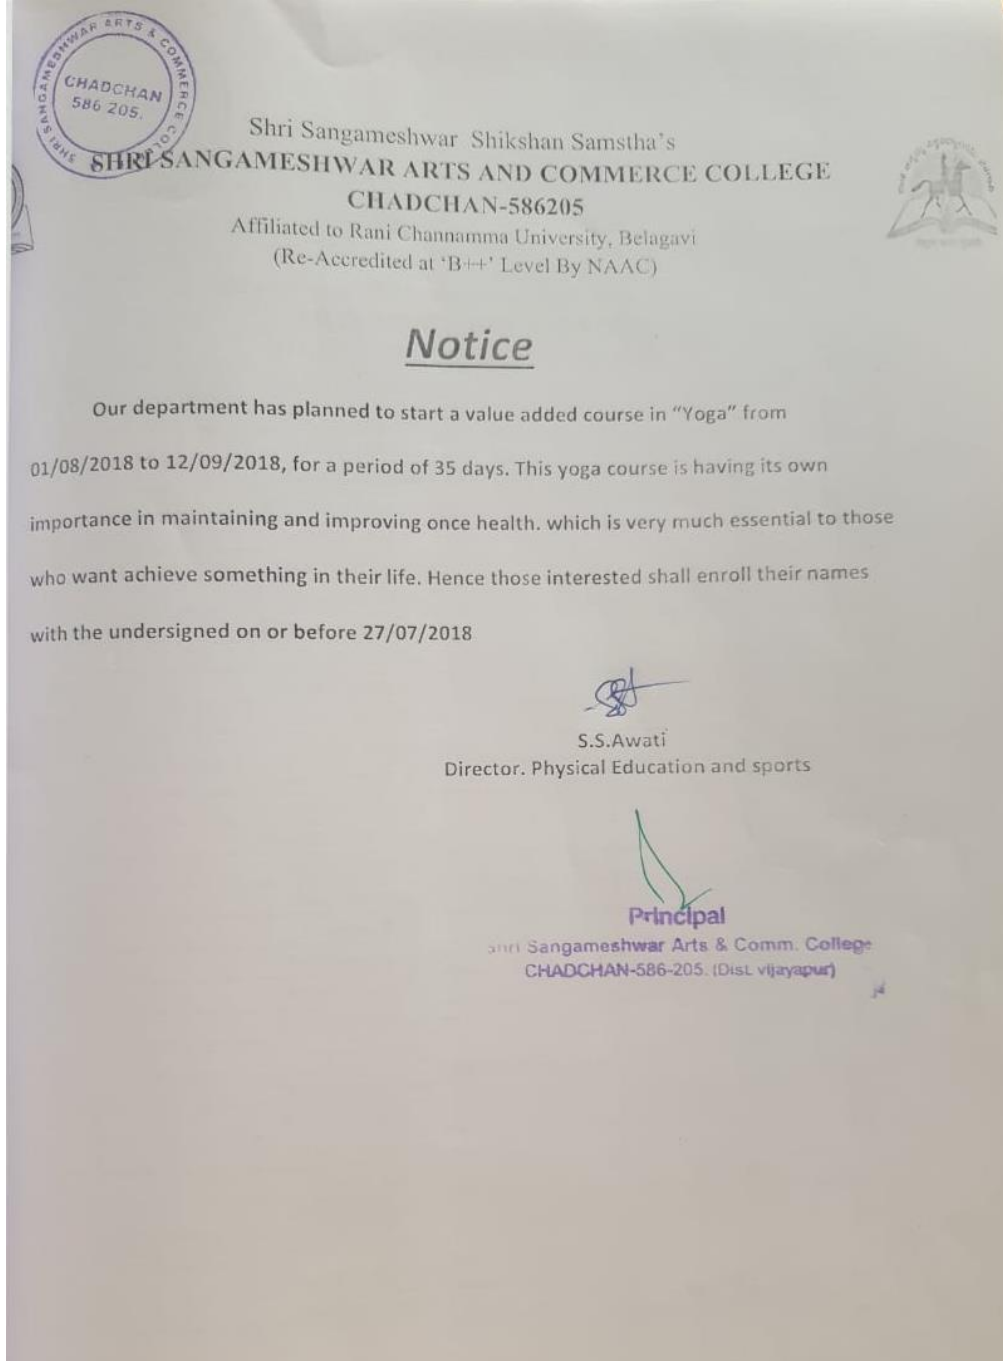 SHRI SANGAMESHWAR ARTS & COMMERCE COL
CHADCHAN
586 205.
Shri Sangameshwar Shikshan Samstha's
SHRI SANGAMESHWAR ARTS AND COMMERCE COLLEGE
CHADCHAN-586205
Affiliated to Rani Channamma University, Belagavi
(Re-Accredited at ‘B++’ Level By NAAC)
Notice
Our department has planned to start a value added course in “Yoga” from
01/08/2018 to 12/09/2018, for a period of 35 days. This yoga course is having its own
importance in maintaining and improving once health. which is very much essential to those
who want achieve something in their life. Hence those interested shall enroll their names
with the undersigned on or before 27/07/2018
S.S.Awati
Director. Physical Education and sports
Principal
Shri Sangameshwar Arts & Comm. College
CHADCHAN-586-205. (Dist. vijayapur)